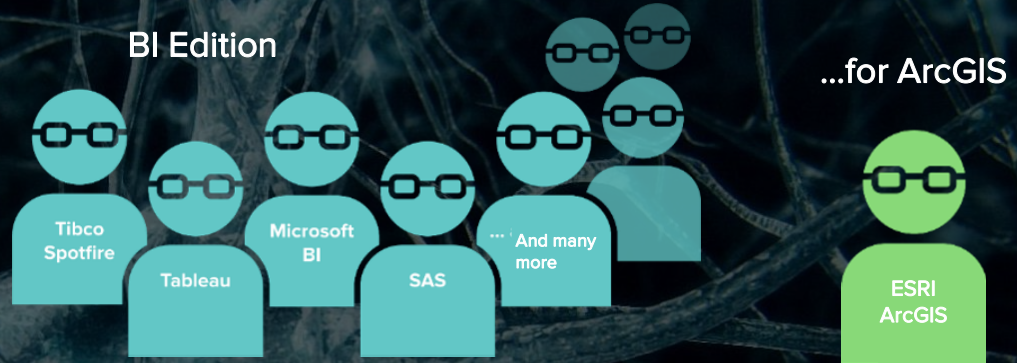 BI Edition
...for ArcGIS
Tibco
Spotfire
Tableau
Microsoft
BI
SAS
... And many
more
ESRI
ArcGIS